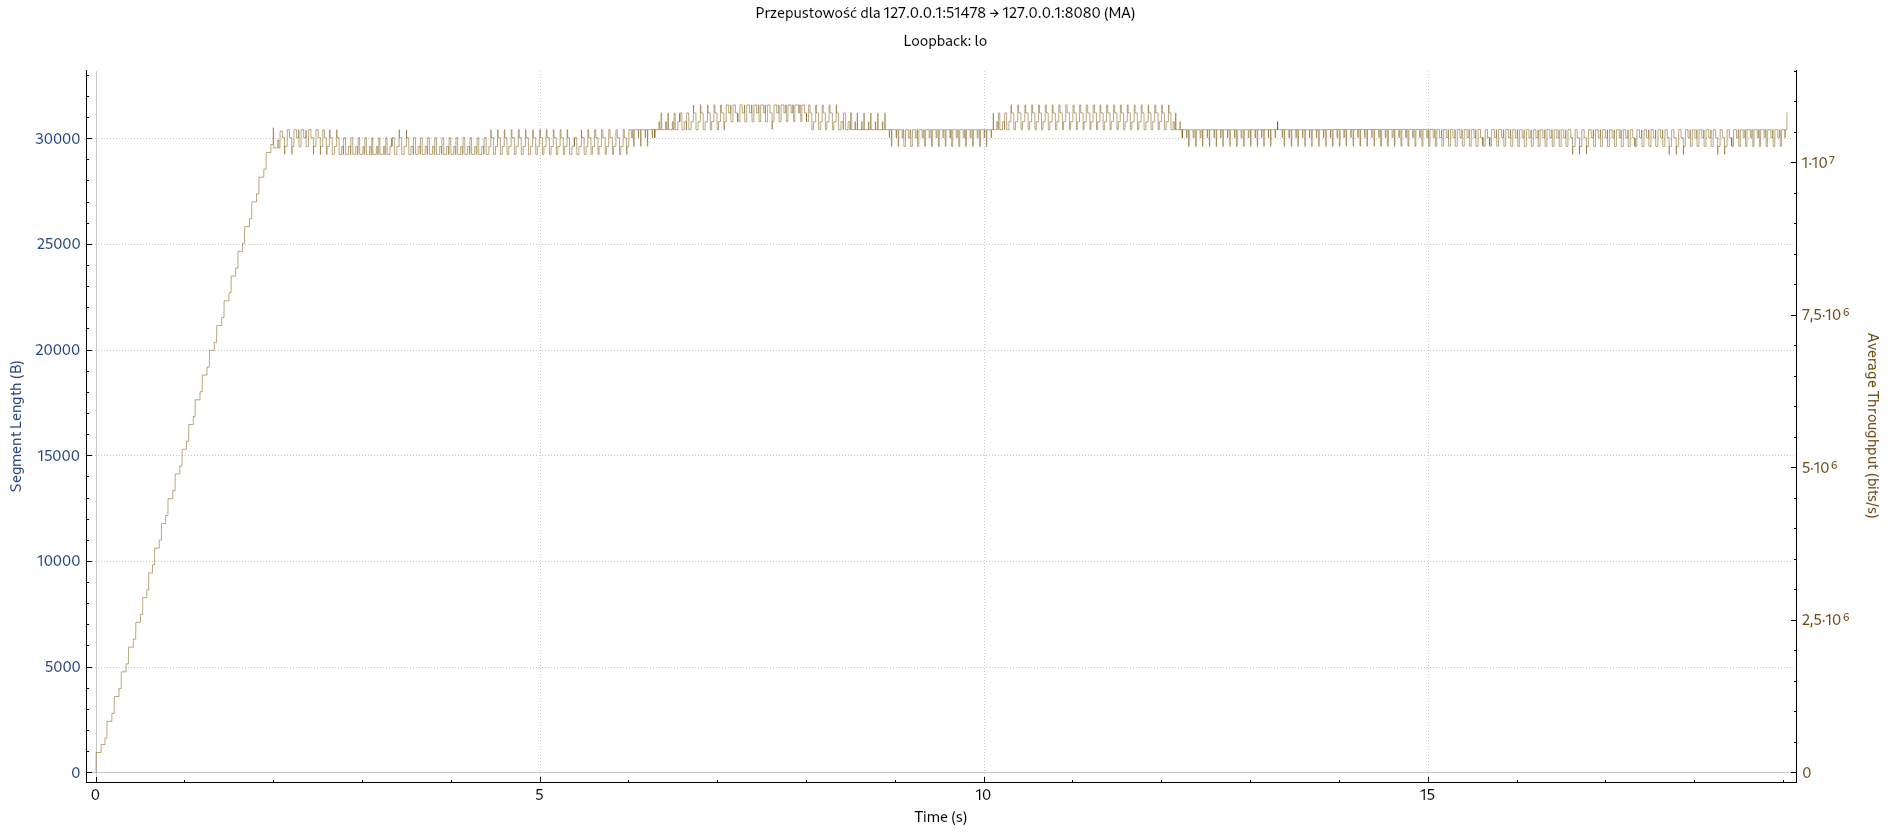 Przepustowość dla 127.0.0.1:51478 → 127.0.0.1:8080 (MA)
Loopback: lo
Segment Length (B)
30000
25000
20000
15000
10000
5000
0
1·10⁷
7,5·10⁶
5·10⁶
2,5·10⁶
0
Average Throughput (bits/s)
0 5 10 15
Time (s)